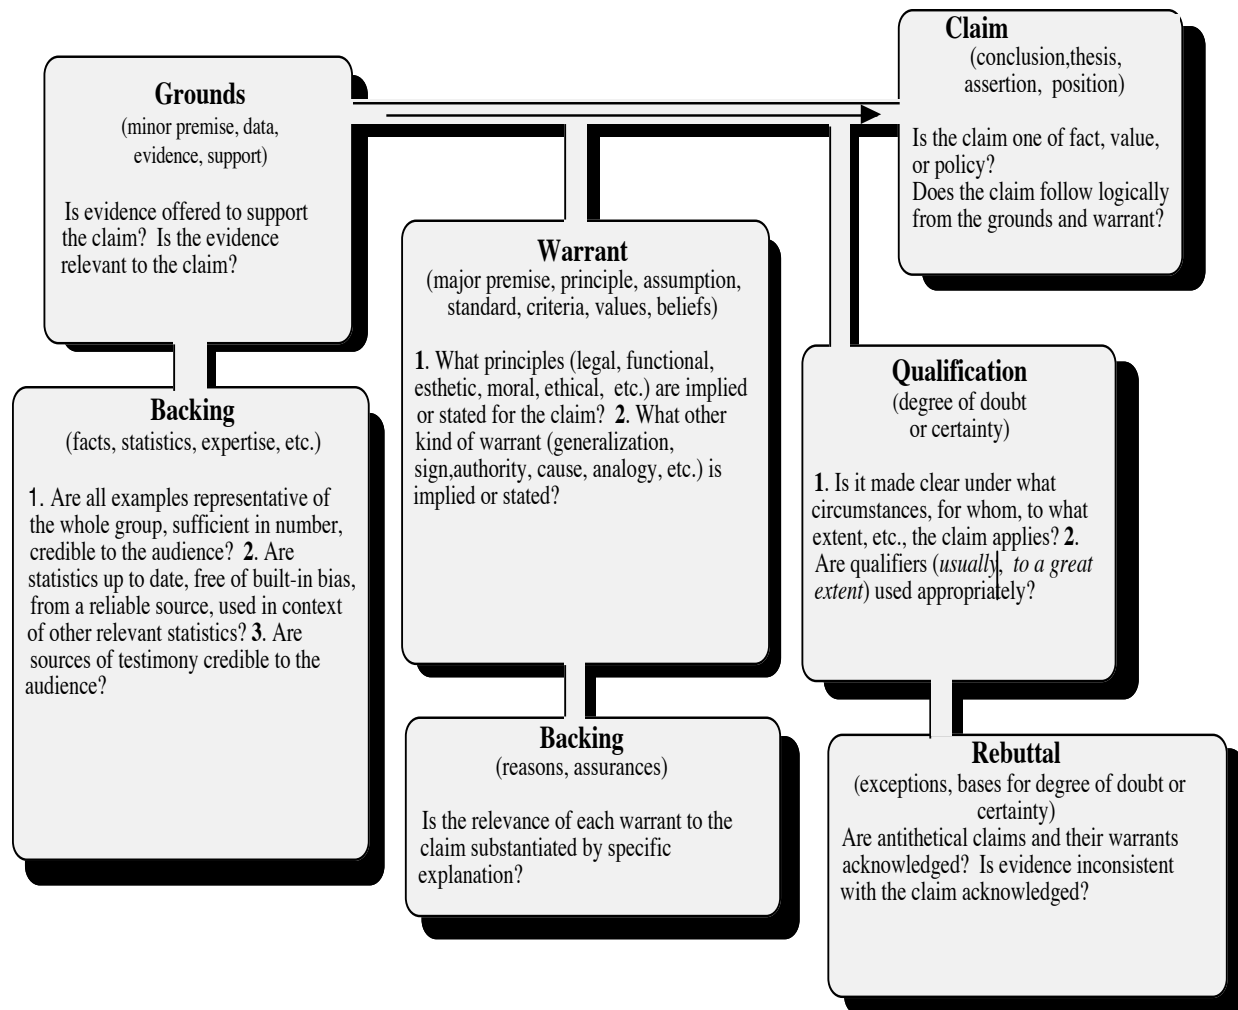 Grounds
(minor premise, data,
evidence, support)
Is evidence offered to support
the claim?  Is the evidence
relevant to the claim?
Claim
(conclusion,thesis,
assertion,  position)
Is the claim one of fact, value,
or policy?
Does the claim follow logically
from the grounds and warrant?
Warrant
(major premise, principle, assumption,
standard, criteria, values, beliefs)
1. What principles (legal, functional,
esthetic, moral, ethical,  etc.) are implied
or stated for the claim?  2. What other
kind of warrant (generalization,
sign,authority, cause, analogy, etc.) is
implied or stated?
Qualification
(degree of doubt
or certainty)
1. Is it made clear under what
circumstances, for whom, to what
extent, etc., the claim applies? 2.
Are qualifiers (usually,  to a great
extent) used appropriately?
Backing
(facts, statistics, expertise, etc.)
1. Are all examples representative of
the whole group, sufficient in number,
credible to the audience?  2. Are
statistics up to date, free of built-in bias,
from a reliable source, used in context
of other relevant statistics? 3. Are
sources of testimony credible to the
audience?
Backing
(reasons, assurances)
Is the relevance of each warrant to the
claim substantiated by specific
explanation?
Rebuttal
(exceptions, bases for degree of doubt or
certainty)
Are antithetical claims and their warrants
acknowledged?  Is evidence inconsistent
with the claim acknowledged?